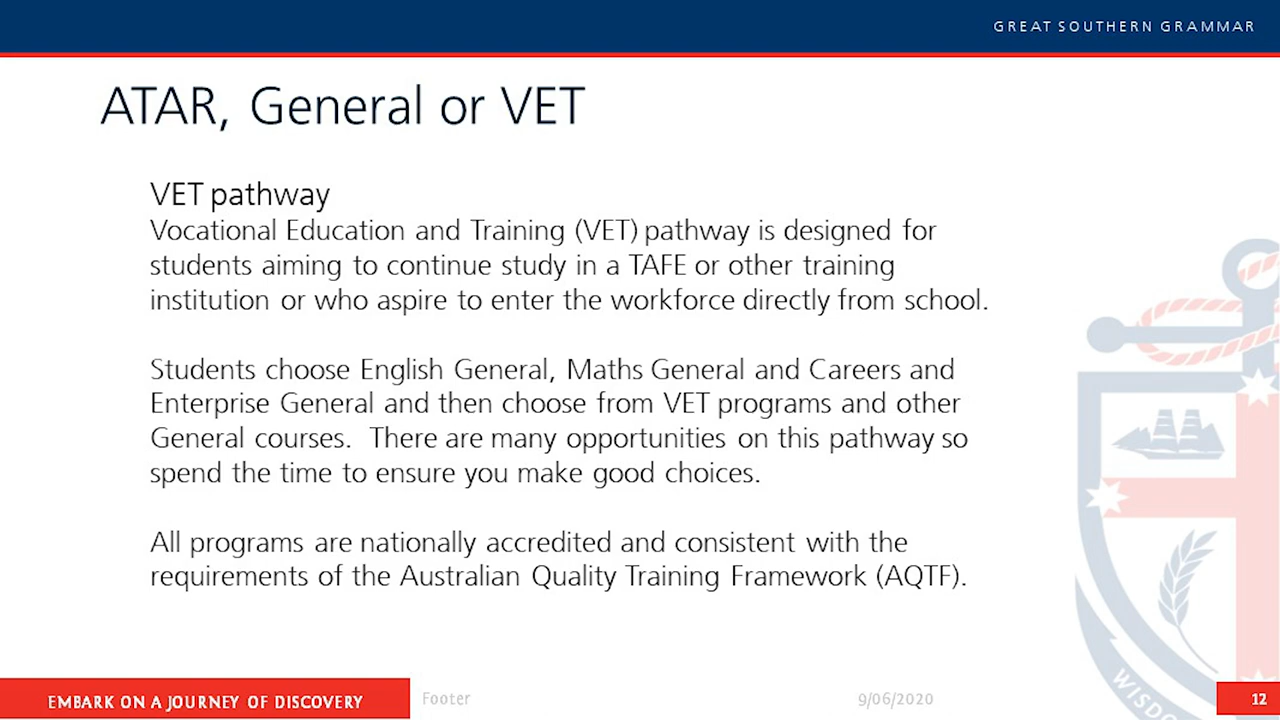 GREAT SOUTHERN GRAMMAR
ATAR, General or VET
VET pathway
Vocational Education and Training (VET) pathway is designed for
students aiming to continue study in a TAFE or other training
institution or who aspire to enter the workforce directly from school.
Students choose English General, Maths General and Careers and
Enterprise General and then choose from VET programs and other
General courses.  There are many opportunities on this pathway so
spend the time to ensure you make good choices.
All programs are nationally accredited and consistent with the
requirements of the Australian Quality Training Framework (AQTF).
EMBARK ON A JOURNEY OF DISCOVERY
Footer
9/06/2020
12